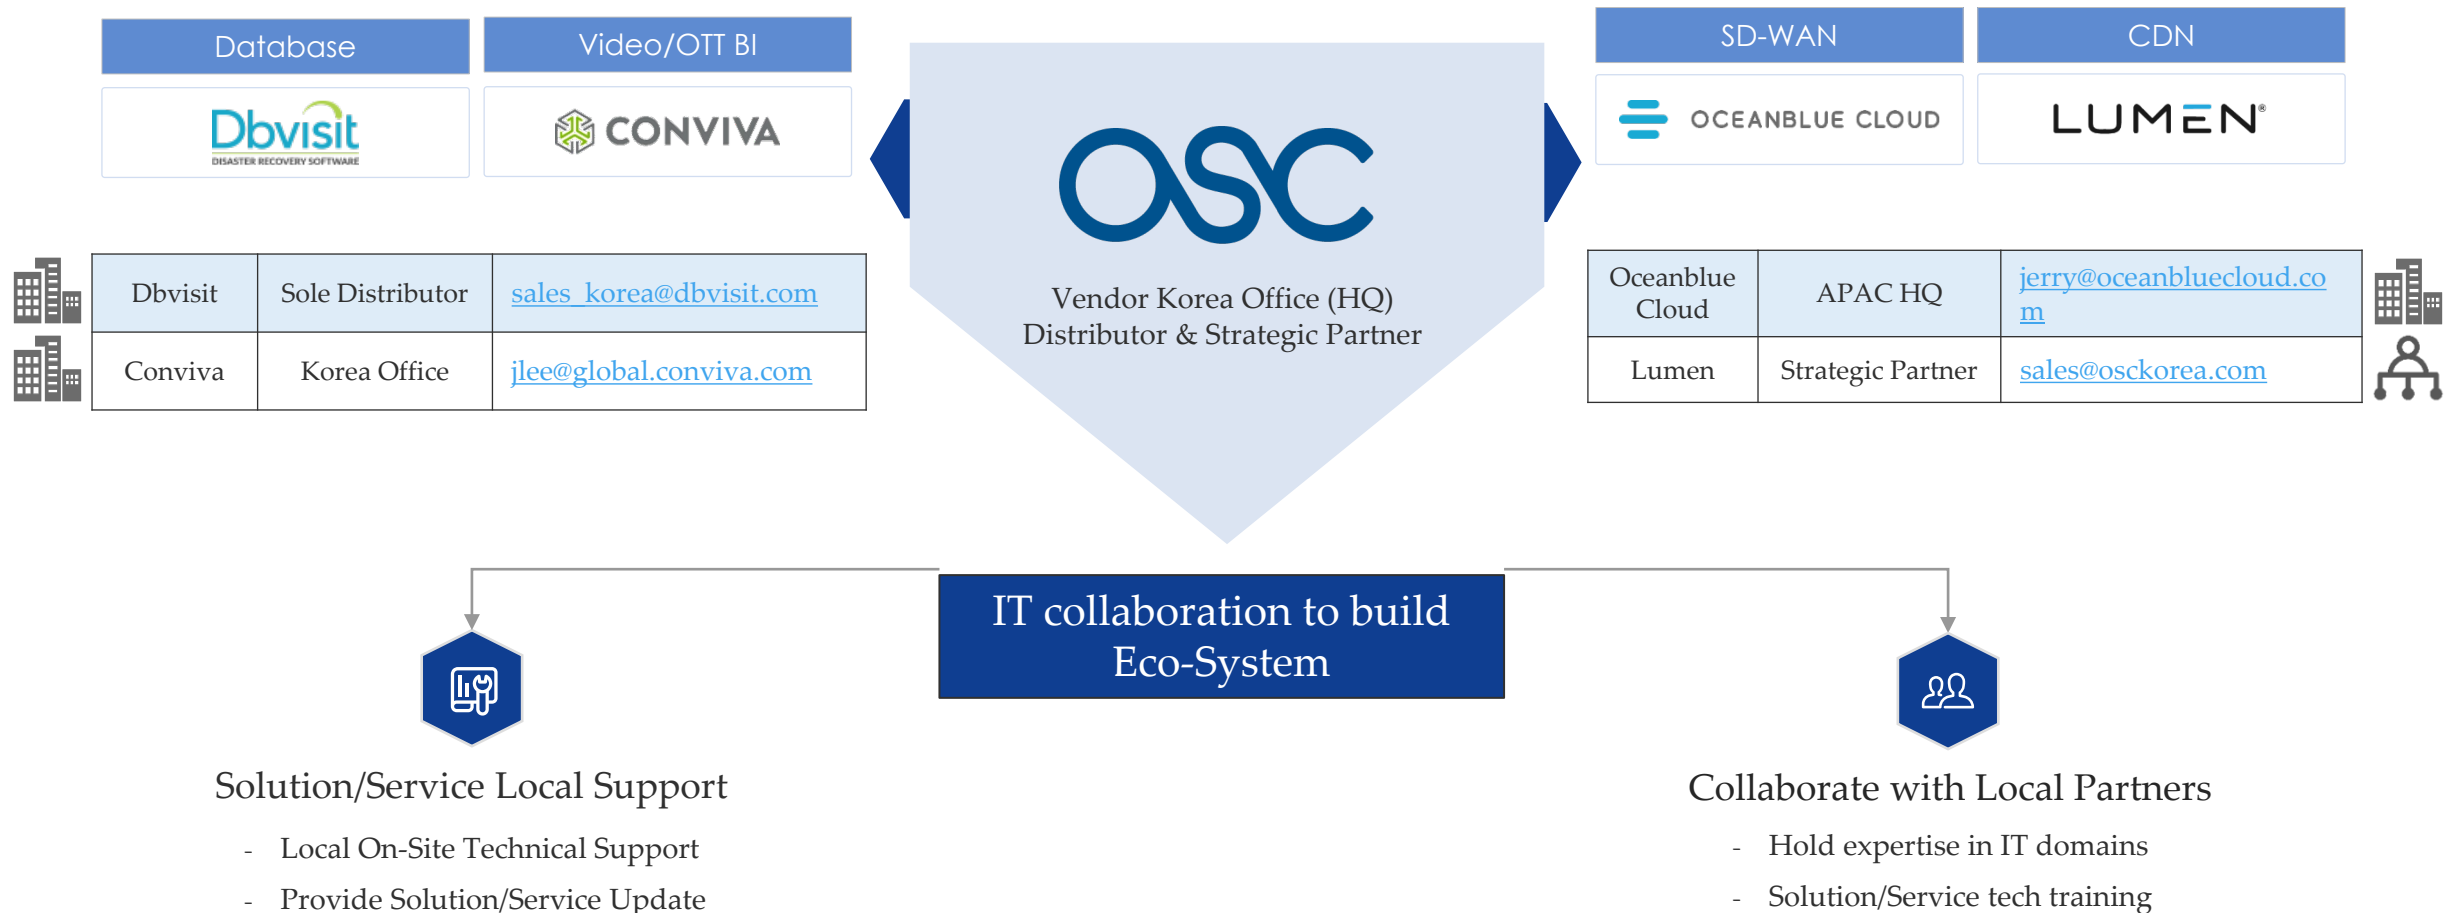 Database
Video/OTT BI
SD-WAN
CDN
Dbvisit
DISASTER RECOVERY SOFTWARE
CONVIVA
OSC
OCEANBLUE CLOUD
LUMEN®
Dbvisit
Sole Distributor
sales_korea@dbvisit.com
Conviva
Korea Office
jlee@global.conviva.com
Vendor Korea Office (HQ)
Distributor & Strategic Partner
Oceanblue
Cloud
APAC HQ
jerry@oceanbluecloud.co
m
Lumen
Strategic Partner
sales@osckorea.com
IT collaboration to build
Eco-System
Solution/Service Local Support
- Local On-Site Technical Support
- Provide Solution/Service Update
Collaborate with Local Partners
- Hold expertise in IT domains
- Solution/Service tech training